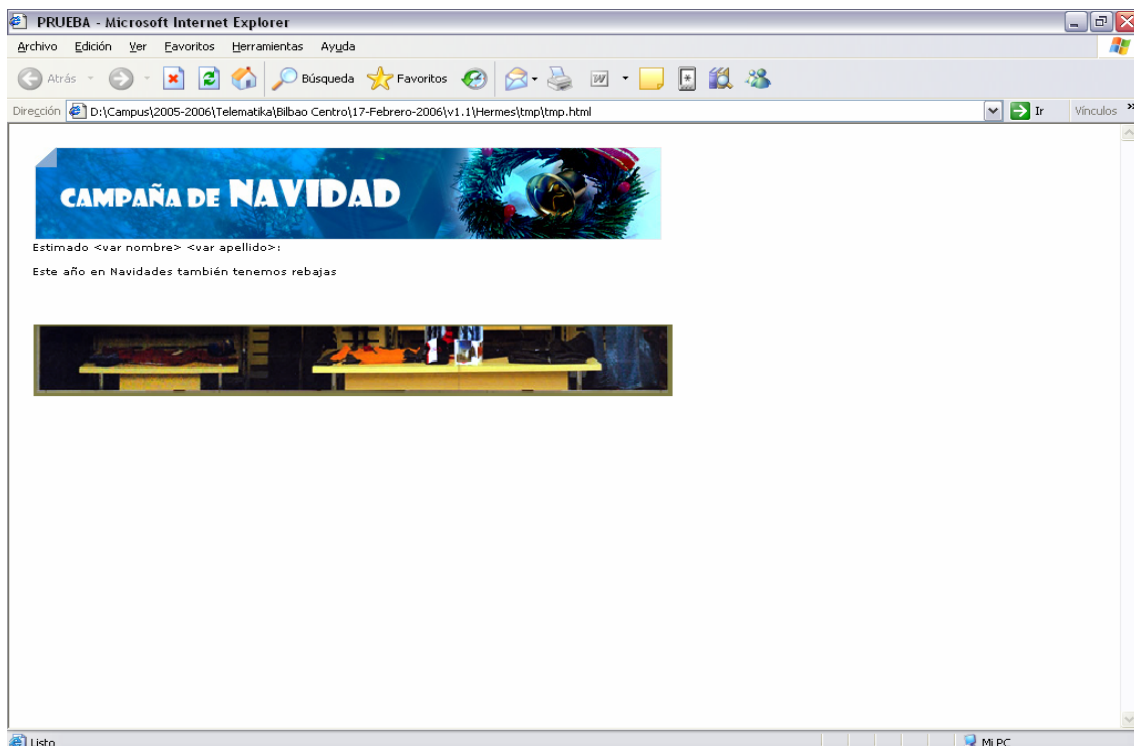 PRUEBA - Microsoft Internet Explorer
Archivo Edición Ver Favoritos Herramientas Ayuda
Atrás Búsqueda Favoritos
Dirección D:\Campus\2005-2006\Telematika\Bilbao Centro\17-Febrero-2006\v1.1\Hermes\tmp\tmp.html Ir Vínculos »
CAMPAÑA DE NAVIDAD
Estimado <var nombre> <var apellido>:
Este año en Navidades también tenemos rebajas
Listo Mi PC